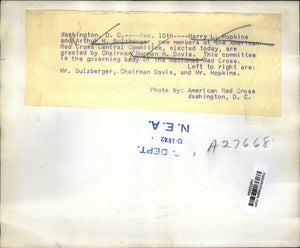 Washington, D. C.----Dec. 10th----Harry L. Hopkins
and Arthur H. Sulzberger, new members of the American
Red Cross Central Committee, elected today, are
greeted by Chairman Norman H. Davis. This committee
is the governing body of the National Red Cross.
Left to right are:
Mr. Sulzberger, Chairman Davis, and Mr. Hopkins.
Photo by: American Red Cross
Washington, D. C.
DEPT.
N.E.A.
A27668